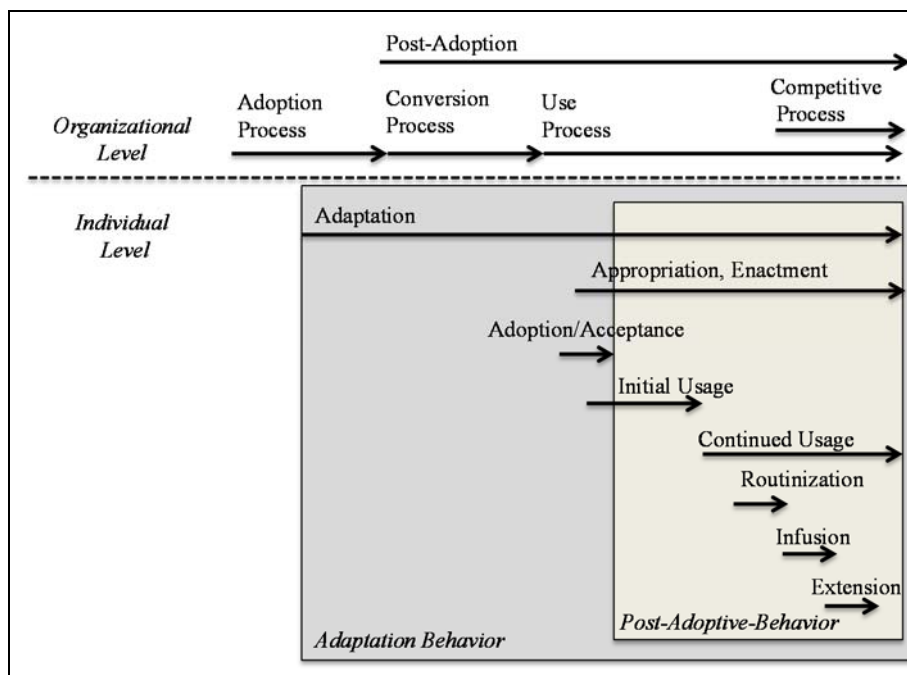 Post-Adoption
Adoption
Process
Conversion
Process
Use
Process
Competitive
Process
Organizational
Level
Individual
Level
Adaptation
Appropriation, Enactment
Adoption/Acceptance
Initial Usage
Continued Usage
Routinization
Infusion
Extension
Post-Adoptive-Behavior
Adaptation Behavior